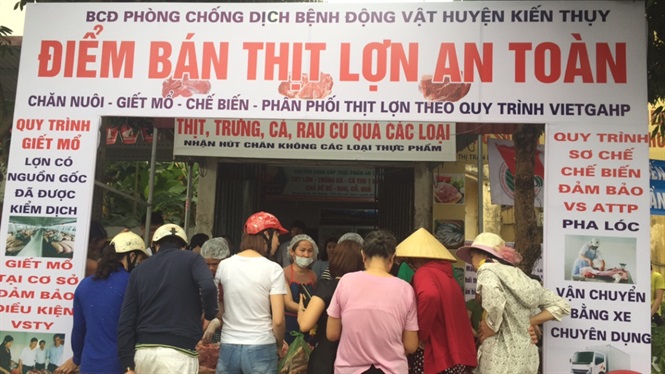 BCĐ PHÒNG CHỐNG DỊCH BỆNH ĐỘNG VẬT HUYỆN KIẾN THỤY
ĐIỂM BÁN THỊT LỢN AN TOÀN
CHĂN NUÔI - GIẾT MỔ - CHẾ BIẾN - PHÂN PHỐI THỊT LỢN THEO QUY TRÌNH VIETGAHP
THỊT, TRỨNG, CÁ, RAU CỦ QUẢ CÁC LOẠI
NHẬN HÚT CHÂN KHÔNG CÁC LOẠI THỰC PHẨM
QUY TRÌNH
GIẾT MỔ
LỢN CÓ
NGUỒN GỐC
ĐÃ ĐƯỢC
KIỂM DỊCH
GIẾT MỔ
TẠI CƠ SỞ
ĐẢM BẢO
ĐIỀU KIỆN
VSTY
QUY TRÌNH
SƠ CHẾ
CHẾ BIẾN
ĐẢM BẢO
VS ATTP
PHA LÓC
VẬN CHUYỂN
BẰNG XE
CHUYÊN DỤNG